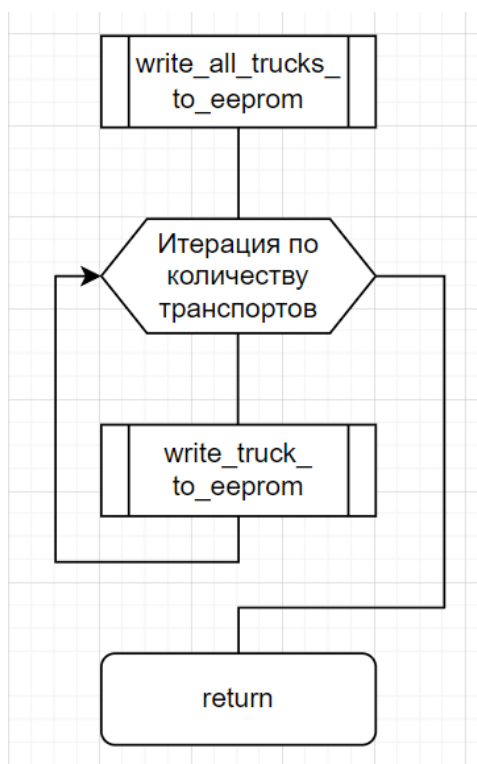 write_all_trucks_
to_eeprom
Итерация по
количеству
транспортов
write_truck_
to_eeprom
return